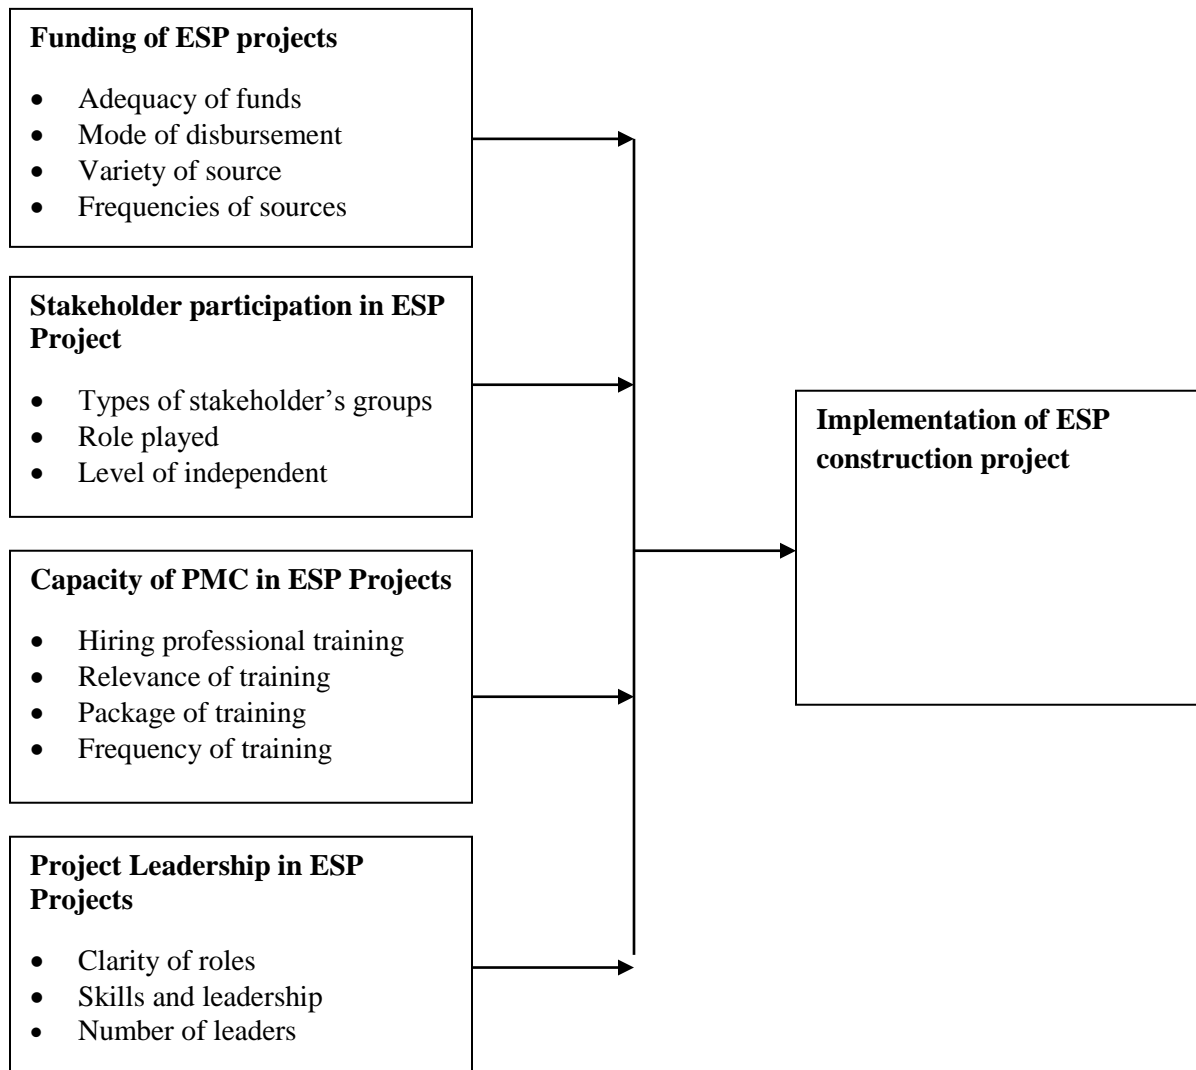 Funding of ESP projects
• Adequacy of funds
• Mode of disbursement
• Variety of source
• Frequencies of sources
Stakeholder participation in ESP
Project
• Types of stakeholder’s groups
• Role played
• Level of independent
Implementation of ESP
construction project
Capacity of PMC in ESP Projects
• Hiring professional training
• Relevance of training
• Package of training
• Frequency of training
Project Leadership in ESP
Projects
• Clarity of roles
• Skills and leadership
• Number of leaders